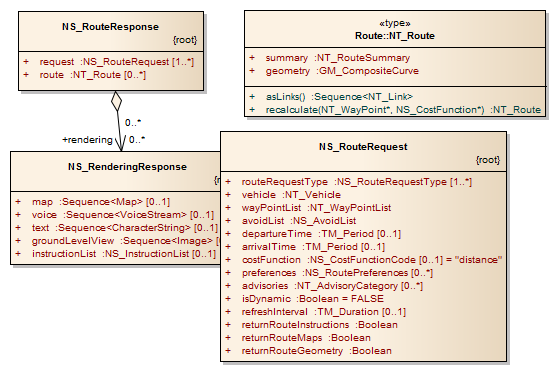 NS_RouteResponse
{root}
+ request :NS_RouteRequest [1..*]
+ route :NT_Route [0..*]
«type»
Route::NT_Route
+ summary :NT_RouteSummary
+ geometry :GM_CompositeCurve
+ asLinks() :Sequence<NT_Link>
+ recalculate(NT_WayPoint*, NS_CostFunction*) :NT_Route
0..*
+rendering
0..*
NS_RenderingResponse
{ro
+ map :Sequence<Map> [0..1]
+ voice :Sequence<VoiceStream> [0..1]
+ text :Sequence<CharacterString> [0..1]
+ groundLevelView :Sequence<Image> [0
+ instructionList :NS_InstructionList [0..1]
NS_RouteRequest
{root}
+ routeRequestType :NS_RouteRequestType [1..*]
+ vehicle :NT_Vehicle
+ wayPointList :NT_WayPointList
+ avoidList :NS_AvoidList
+ departureTime :TM_Period [0..1]
+ arrivalTime :TM_Period [0..1]
+ costFunction :NS_CostFunctionCode [0..1] = "distance"
+ preferences :NS_RoutePreferences [0..*]
+ advisories :NT_AdvisoryCategory [0..*]
+ isDynamic :Boolean = FALSE
+ refreshInterval :TM_Duration [0..1]
+ returnRouteInstructions :Boolean
+ returnRouteMaps :Boolean
+ returnRouteGeometry :Boolean